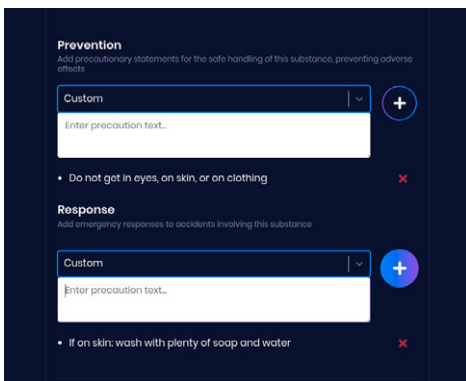 Prevention
Add precautionary statements for the safe handling of this substance, preventing adverse
effects
Custom
Enter precaution text...
• Do not get in eyes, on skin, or on clothing
Response
Add emergency responses to accidents involving this substance
Custom
Enter precaution text...
• If on skin: wash with plenty of soap and water